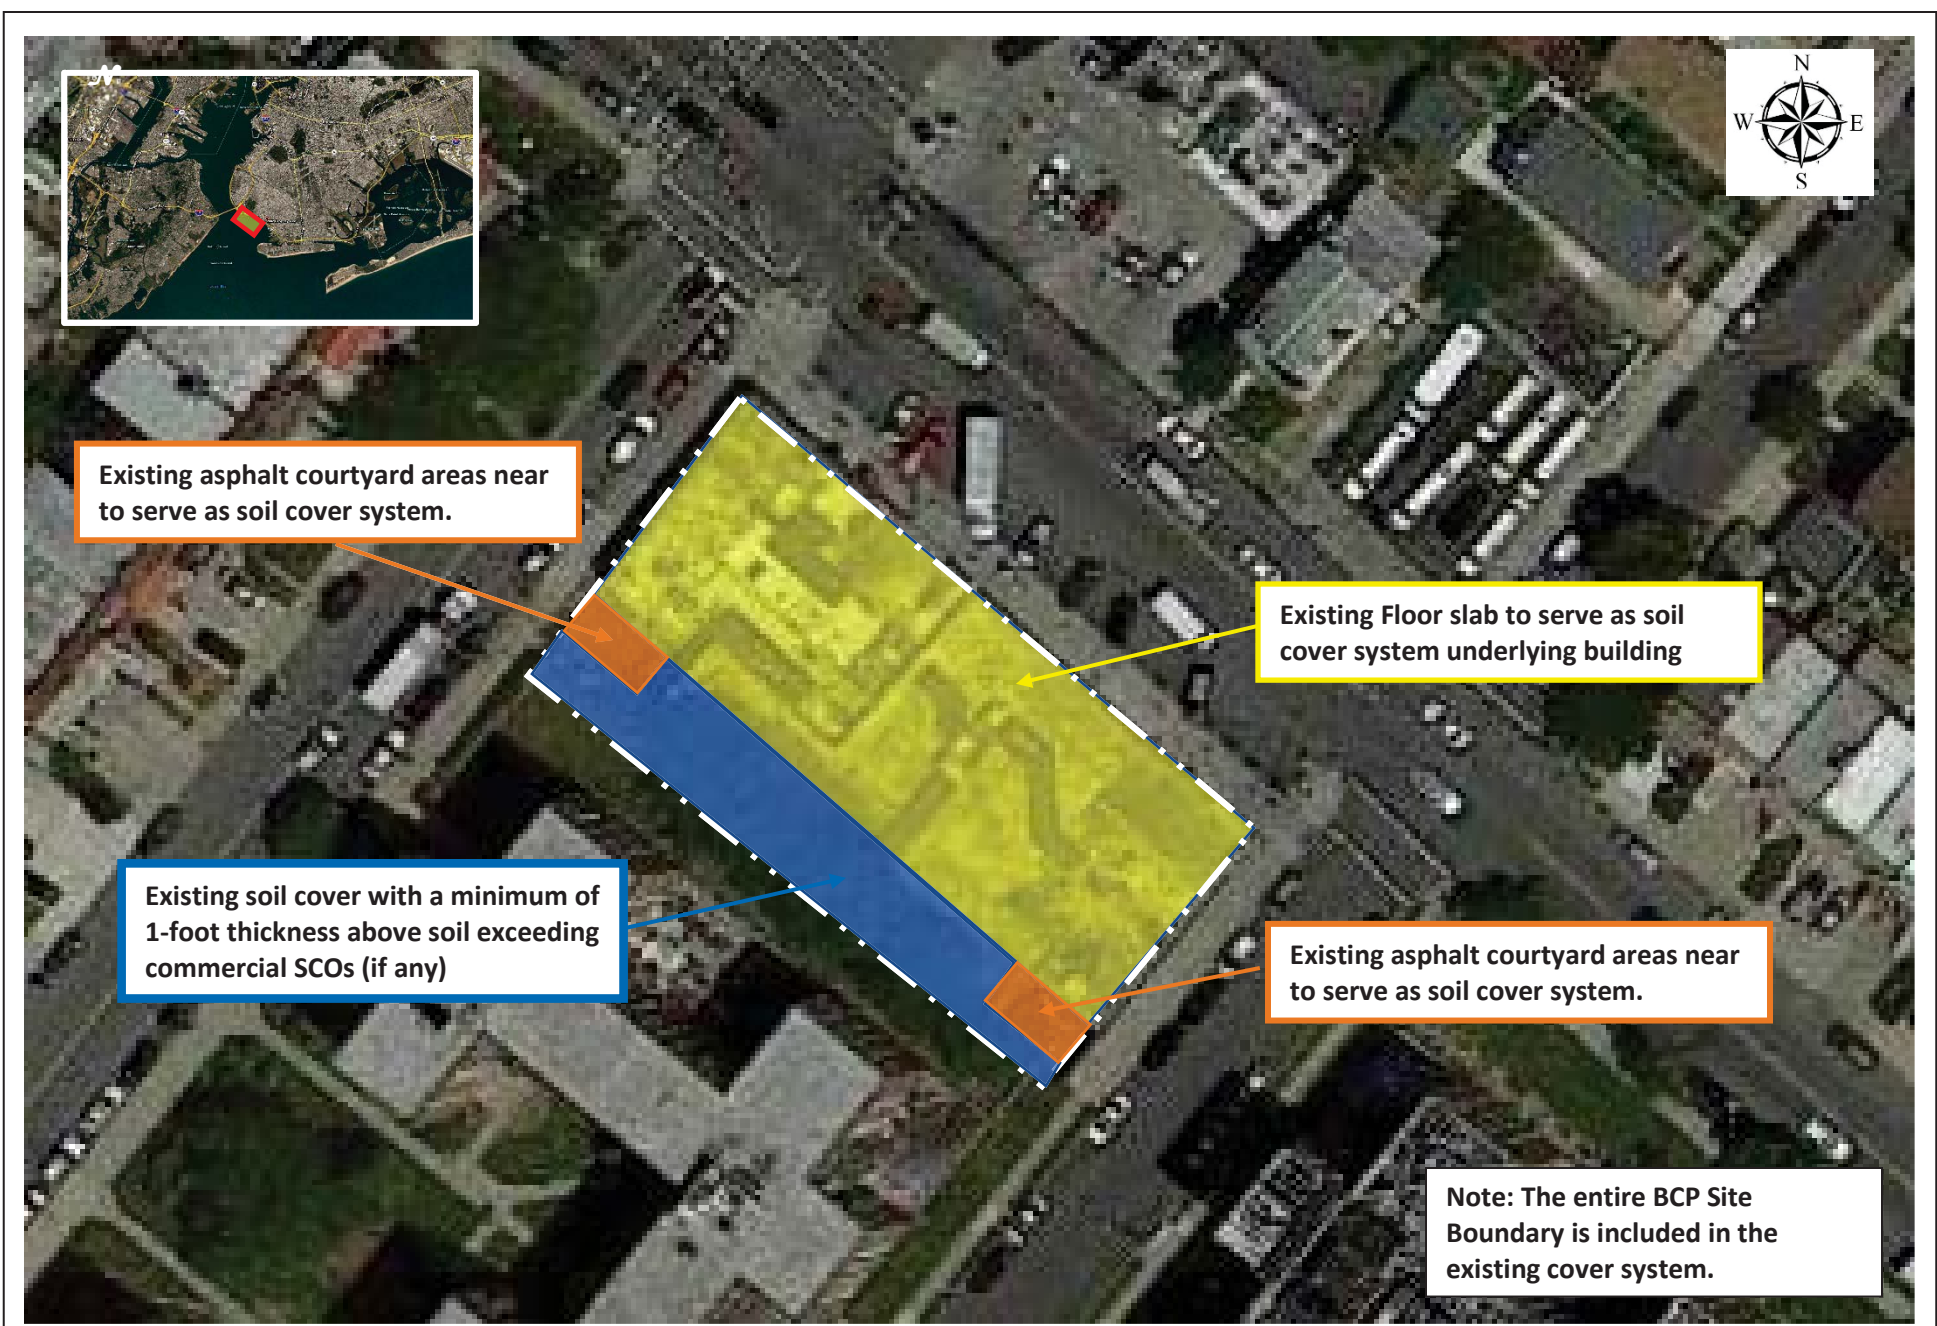 N
N
W
E
S
Existing asphalt courtyard areas near
to serve as soil cover system.
Existing Floor slab to serve as soil
cover system underlying building
Existing soil cover with a minimum of
1-foot thickness above soil exceeding
commercial SCOs (if any)
Existing asphalt courtyard areas near
to serve as soil cover system.
Note: The entire BCP Site
Boundary is included in the
existing cover system.